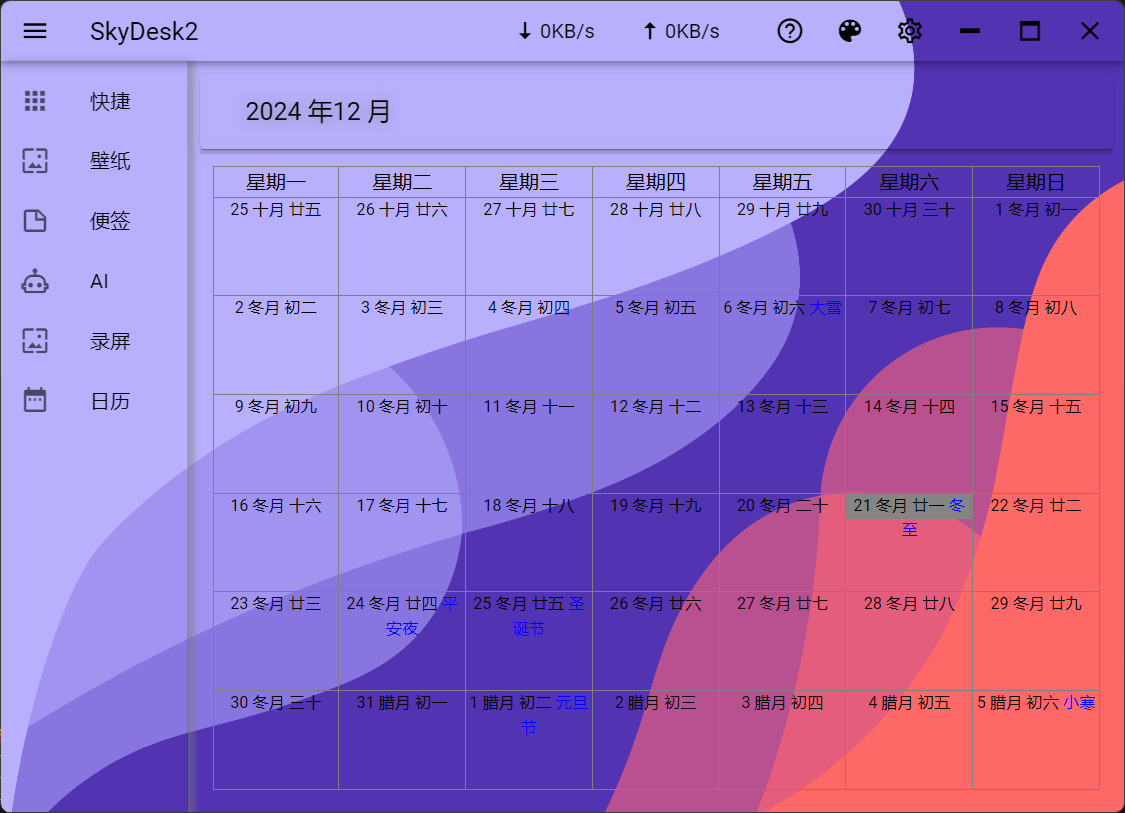 SkyDesk2 ↓ 0KB/s ↑ 0KB/s
快捷
壁纸
便签
AI
录屏
日历
2024 年12 月
星期一 星期二 星期三 星期四 星期五 星期六 星期日
25 十月 廿五 26 十月 廿六 27 十月 廿七 28 十月 廿八 29 十月 廿九 30 十月 三十 1 冬月 初一
2 冬月 初二 3 冬月 初三 4 冬月 初四 5 冬月 初五 6 冬月 初六 大雪 7 冬月 初七 8 冬月 初八
9 冬月 初九 10 冬月 初十 11 冬月 十一 12 冬月 十二 13 冬月 十三 14 冬月 十四 15 冬月 十五
16 冬月 十六 17 冬月 十七 18 冬月 十八 19 冬月 十九 20 冬月 二十 21 冬月 廿一 冬 22 冬月 廿二
至
23 冬月 廿三 24 冬月 廿四 平 25 冬月 廿五 圣 26 冬月 廿六 27 冬月 廿七 28 冬月 廿八 29 冬月 廿九
安夜 诞节
30 冬月 三十 31 腊月 初一 1 腊月 初二 元旦 2 腊月 初三 3 腊月 初四 4 腊月 初五 5 腊月 初六 小寒
节